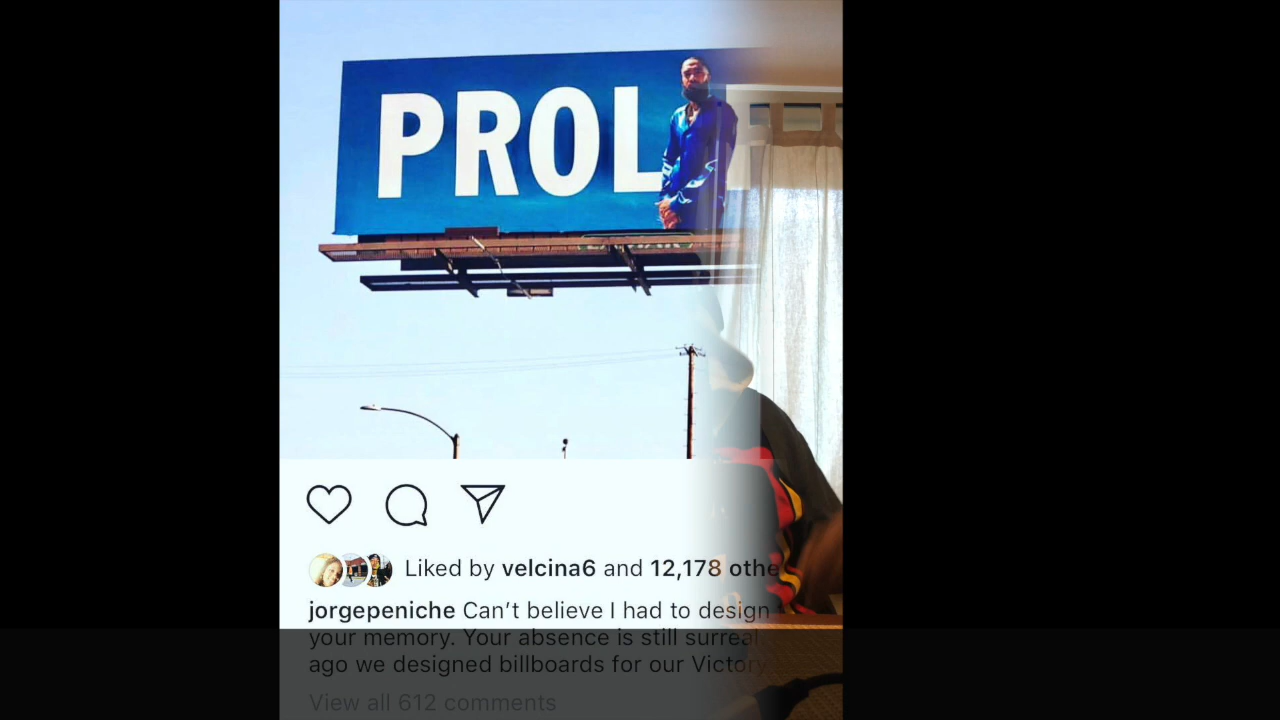 PROL
Liked by velcina6 and 12,178 othe
jorgepeniche Can't believe I had to design
your memory. Your absence is still surreal
ago we designed billboards for our Victory
View all 612 comments